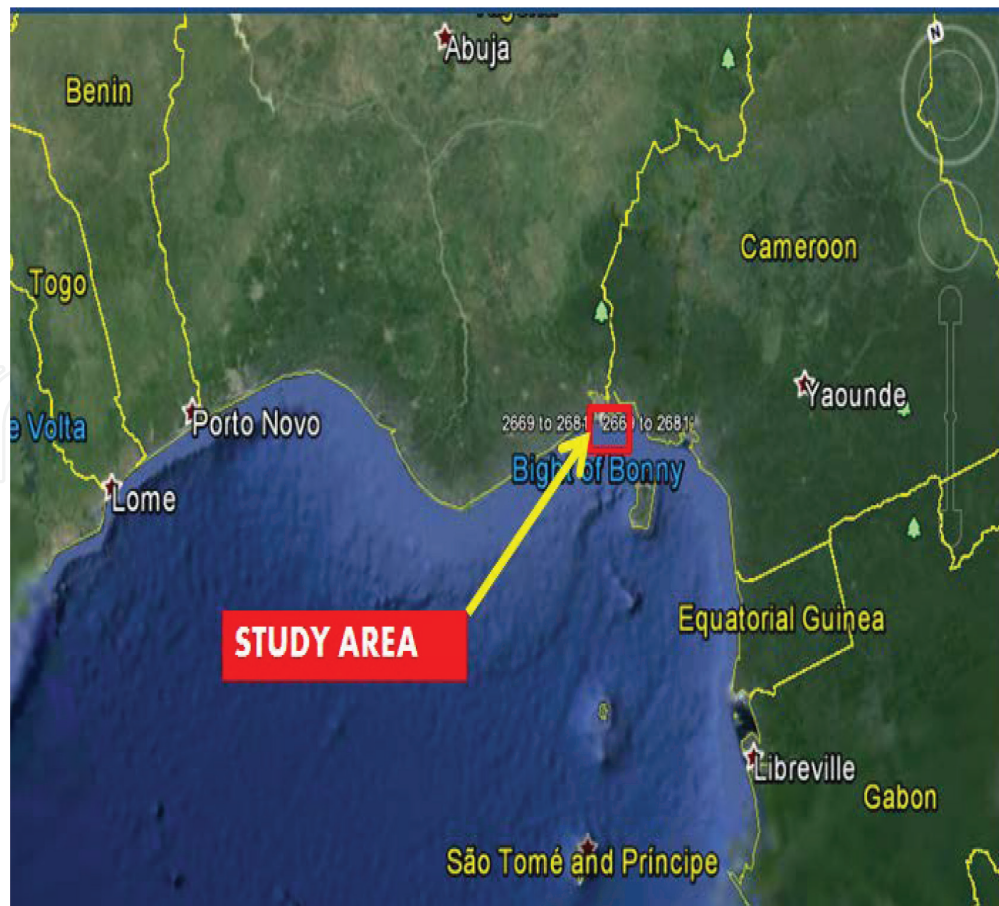 Abuja
Benin
Cameroon
Togo
Yaounde
Porto Novo
2669 to 2681
2669 to 2681'
e Volta
Bight of Bonny
Lome
Equatorial Guinea
STUDY AREA
Libreville
Gabon
São Tomé and Príncipe
N